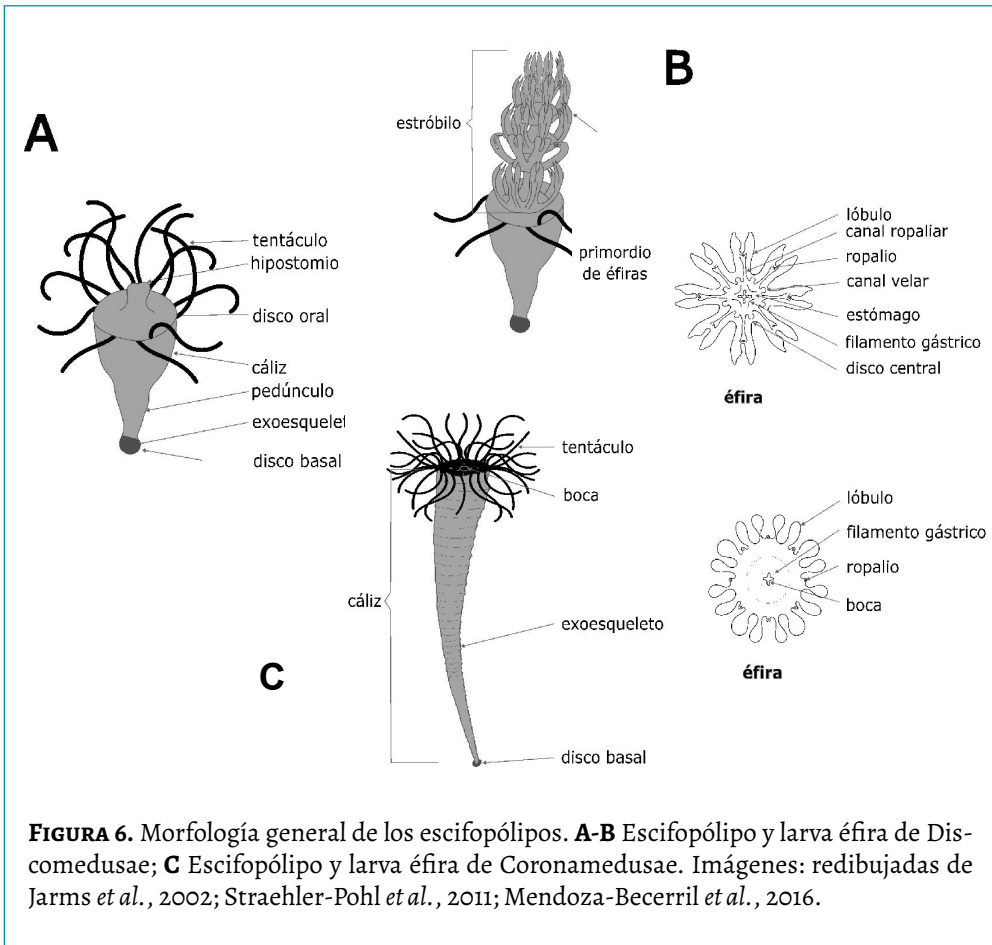 A
tentáculo
hipostomio
disco oral
cáliz
pedúnculo
exoesquelet
disco basal
estróbilo
primordio
de éfiras
B
lóbulo
canal ropaliar
ropalio
canal velar
estómago
filamento gástrico
disco central
éfira
C
tentáculo
boca
cáliz
exoesqueleto
disco basal
lóbulo
filamento gástrico
ropalio
boca
éfira
FIGURA 6. Morfología general de los escifopólipos. A-B Escifopólipo y larva éfira de Dis-
comedusae; C Escifopólipo y larva éfira de Coronamedusae. Imágenes: redibujadas de
Jarms et al., 2002; Straehler-Pohl et al., 2011; Mendoza-Becerril et al., 2016.